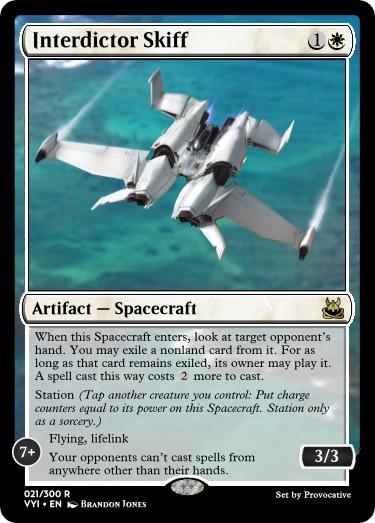 Interdictor Skiff 1
Artifact — Spacecraft
When this Spacecraft enters, look at target opponent's
hand. You may exile a nonland card from it. For as
long as that card remains exiled, its owner may play it.
A spell cast this way costs 2 more to cast.
Station (Tap another creature you control: Put charge
counters equal to its power on this Spacecraft. Station only
as a sorcery.)
Flying, lifelink
7+
Your opponents can't cast spells from
anywhere other than their hands.
3/3
021/300 R
VYI • EN Brandon Jones
Set by Provocative